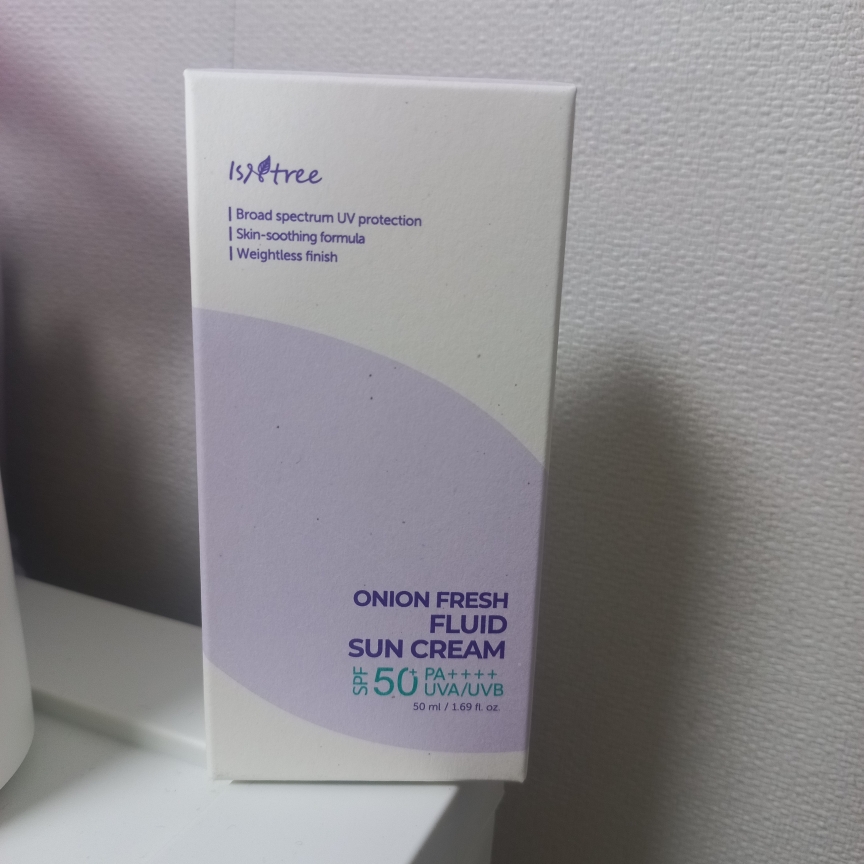 Isntree
Broad spectrum UV protection
Skin-soothing formula
Weightless finish
ONION FRESH
FLUID
SUN CREAM
SPF 50+ PA++++
UVA/UVB
50 ml / 1.69 fl. oz.